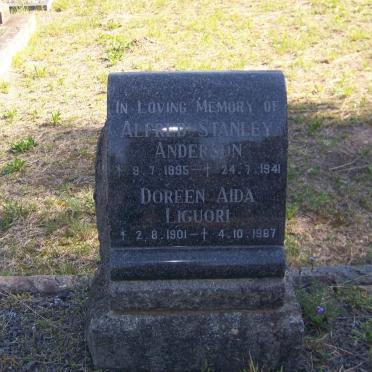 In Loving Memory of
Alfred Stanley
Anderson
* 9.7.1895 - † 24.7.1941
Doreen Aida
Liguori
* 2.8.1901 - † 4.10.1987